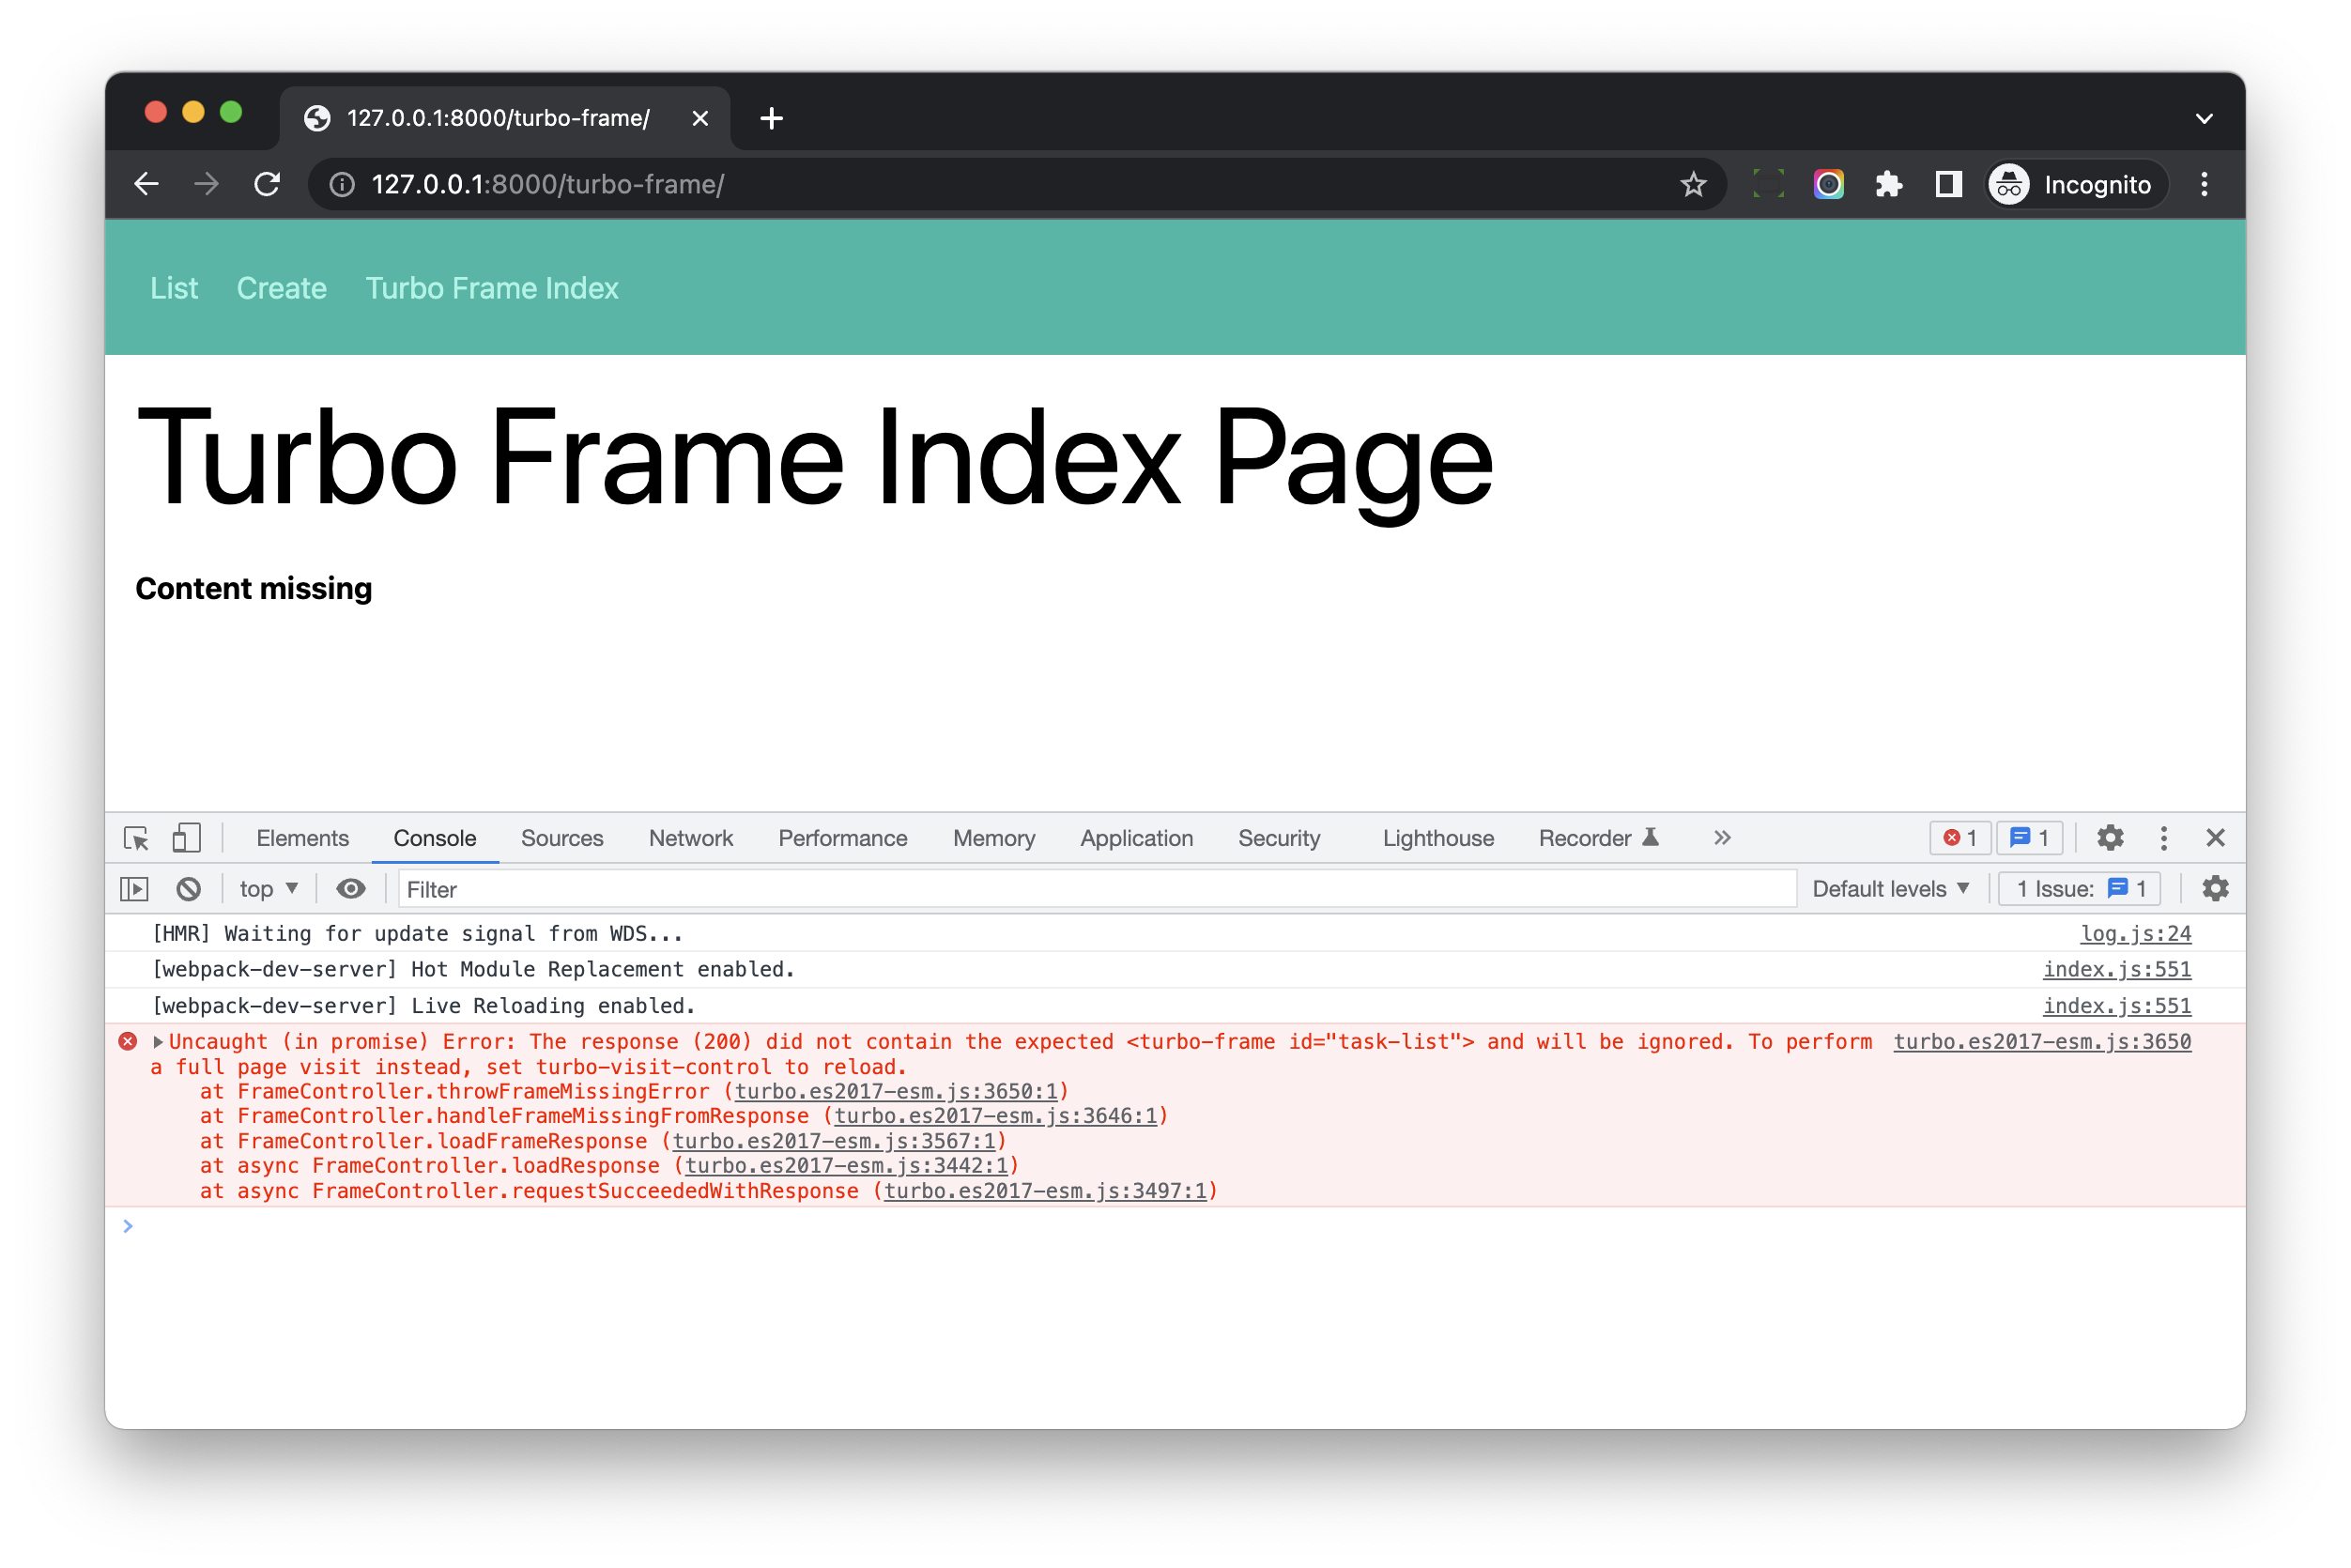 127.0.0.1:8000/turbo-frame/
127.0.0.1:8000/turbo-frame/
Incognito
List Create Turbo Frame Index
Turbo Frame Index Page
Content missing
Elements Console Sources Network Performance Memory Application Security Lighthouse Recorder 1 1
top Filter Default levels 1 Issue: 1
[HMR] Waiting for update signal from WDS... log.js:24
[webpack-dev-server] Hot Module Replacement enabled. index.js:551
[webpack-dev-server] Live Reloading enabled. index.js:551
Uncaught (in promise) Error: The response (200) did not contain the expected <turbo-frame id="task-list"> and will be ignored. To perform turbo.es2017-esm.js:3650
a full page visit instead, set turbo-visit-control to reload.
at FrameController.throwFrameMissingError (turbo.es2017-esm.js:3650:1)
at FrameController.handleFrameMissingFromResponse (turbo.es2017-esm.js:3646:1)
at FrameController.loadFrameResponse (turbo.es2017-esm.js:3567:1)
at async FrameController.loadResponse (turbo.es2017-esm.js:3442:1)
at async FrameController.requestSucceededWithResponse (turbo.es2017-esm.js:3497:1)